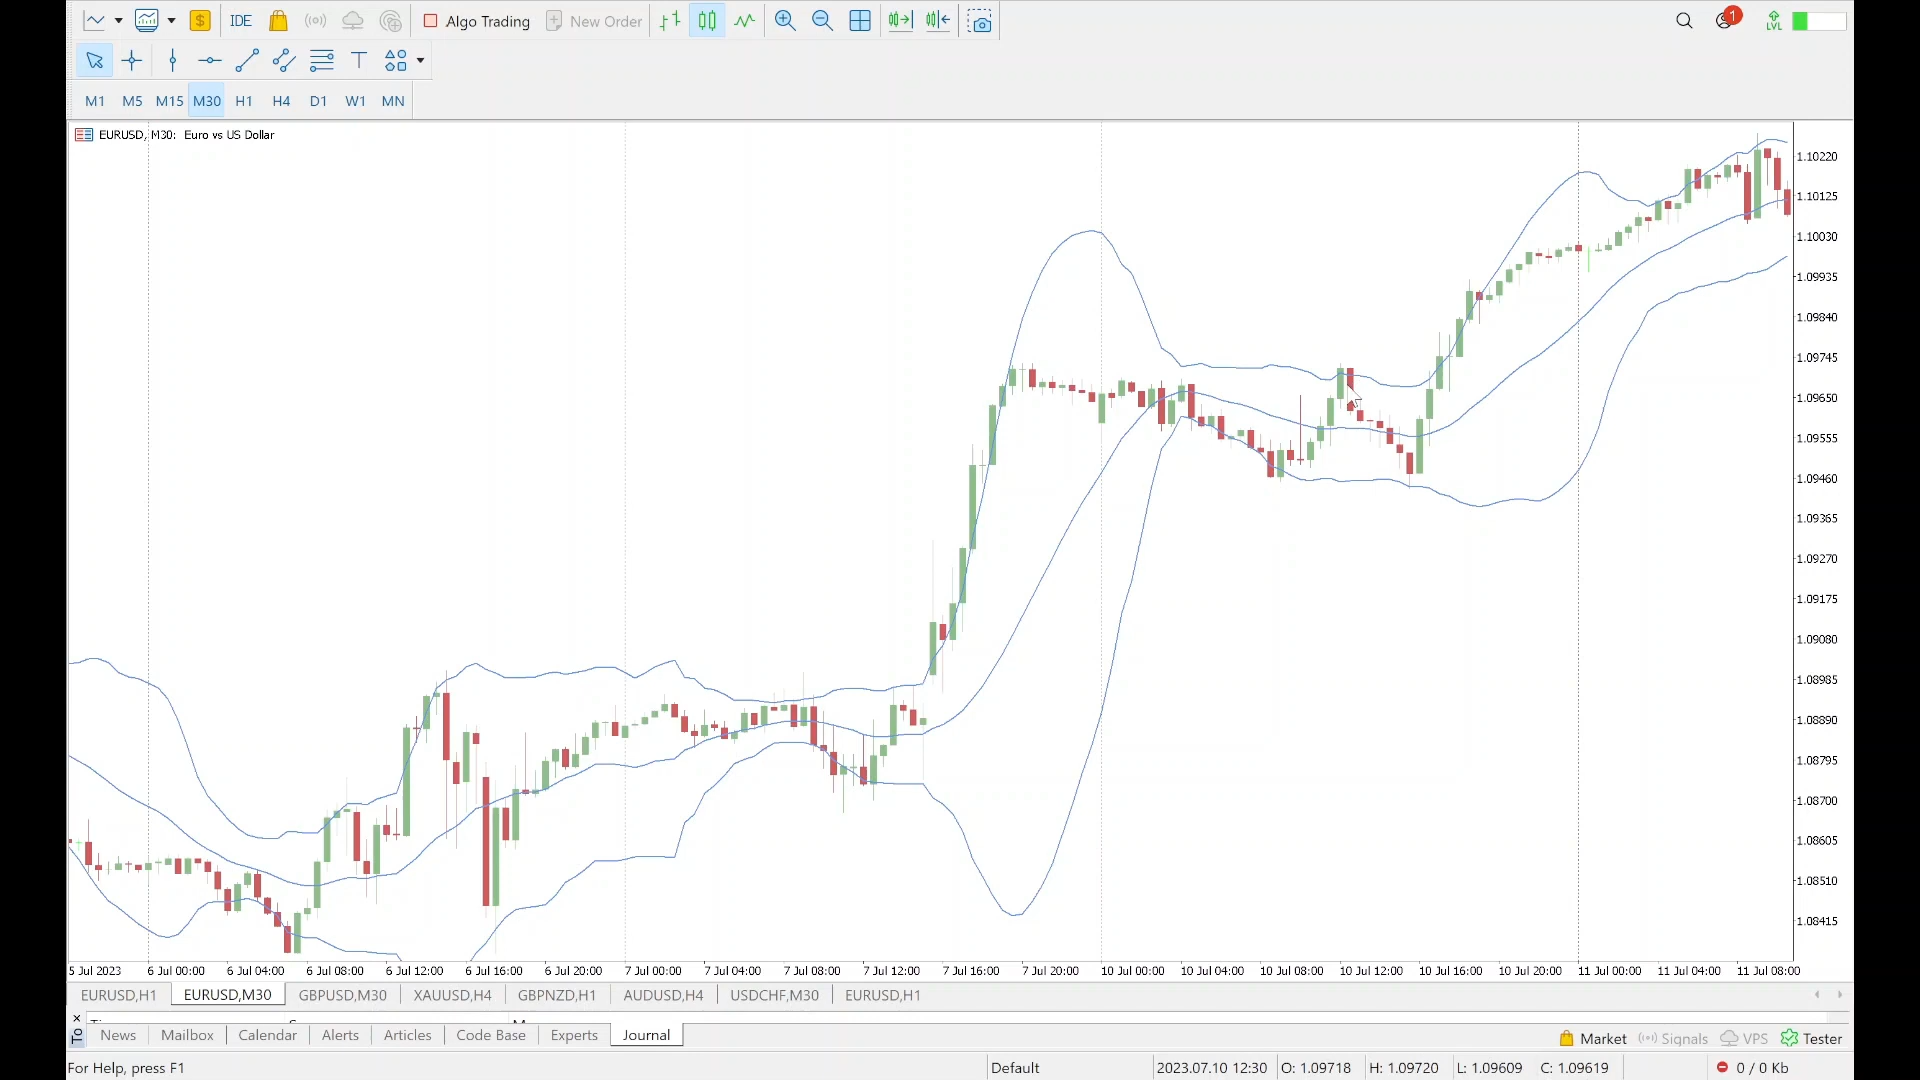 IDE Algo Trading New Order 1 LVL
M1 M5 M15 M30 H1 H4 D1 W1 MN
EURUSD, M30: Euro vs US Dollar
1.10220
1.10125
1.10030
1.09935
1.09840
1.09745
1.09650
1.09555
1.09460
1.09365
1.09270
1.09175
1.09080
1.08985
1.08890
1.08795
1.08700
1.08605
1.08510
1.08415
5 Jul 2023 6 Jul 00:00 6 Jul 04:00 6 Jul 08:00 6 Jul 12:00 6 Jul 16:00 6 Jul 20:00 7 Jul 00:00 7 Jul 04:00 7 Jul 08:00 7 Jul 12:00 7 Jul 16:00 7 Jul 20:00 10 Jul 00:00 10 Jul 04:00 10 Jul 08:00 10 Jul 12:00 10 Jul 16:00 10 Jul 20:00 11 Jul 00:00 11 Jul 04:00 11 Jul 08:00
EURUSD,H1 EURUSD,M30 GBPUSD,M30 XAUUSD,H4 GBPNZD,H1 AUDUSD,H4 USDCHF,M30 EURUSD,H1
To News Mailbox Calendar Alerts Articles Code Base Experts Journal Market Signals VPS Tester
For Help, press F1 Default 2023.07.10 12:30 O: 1.09718 H: 1.09720 L: 1.09609 C: 1.09619 0 / 0 Kb